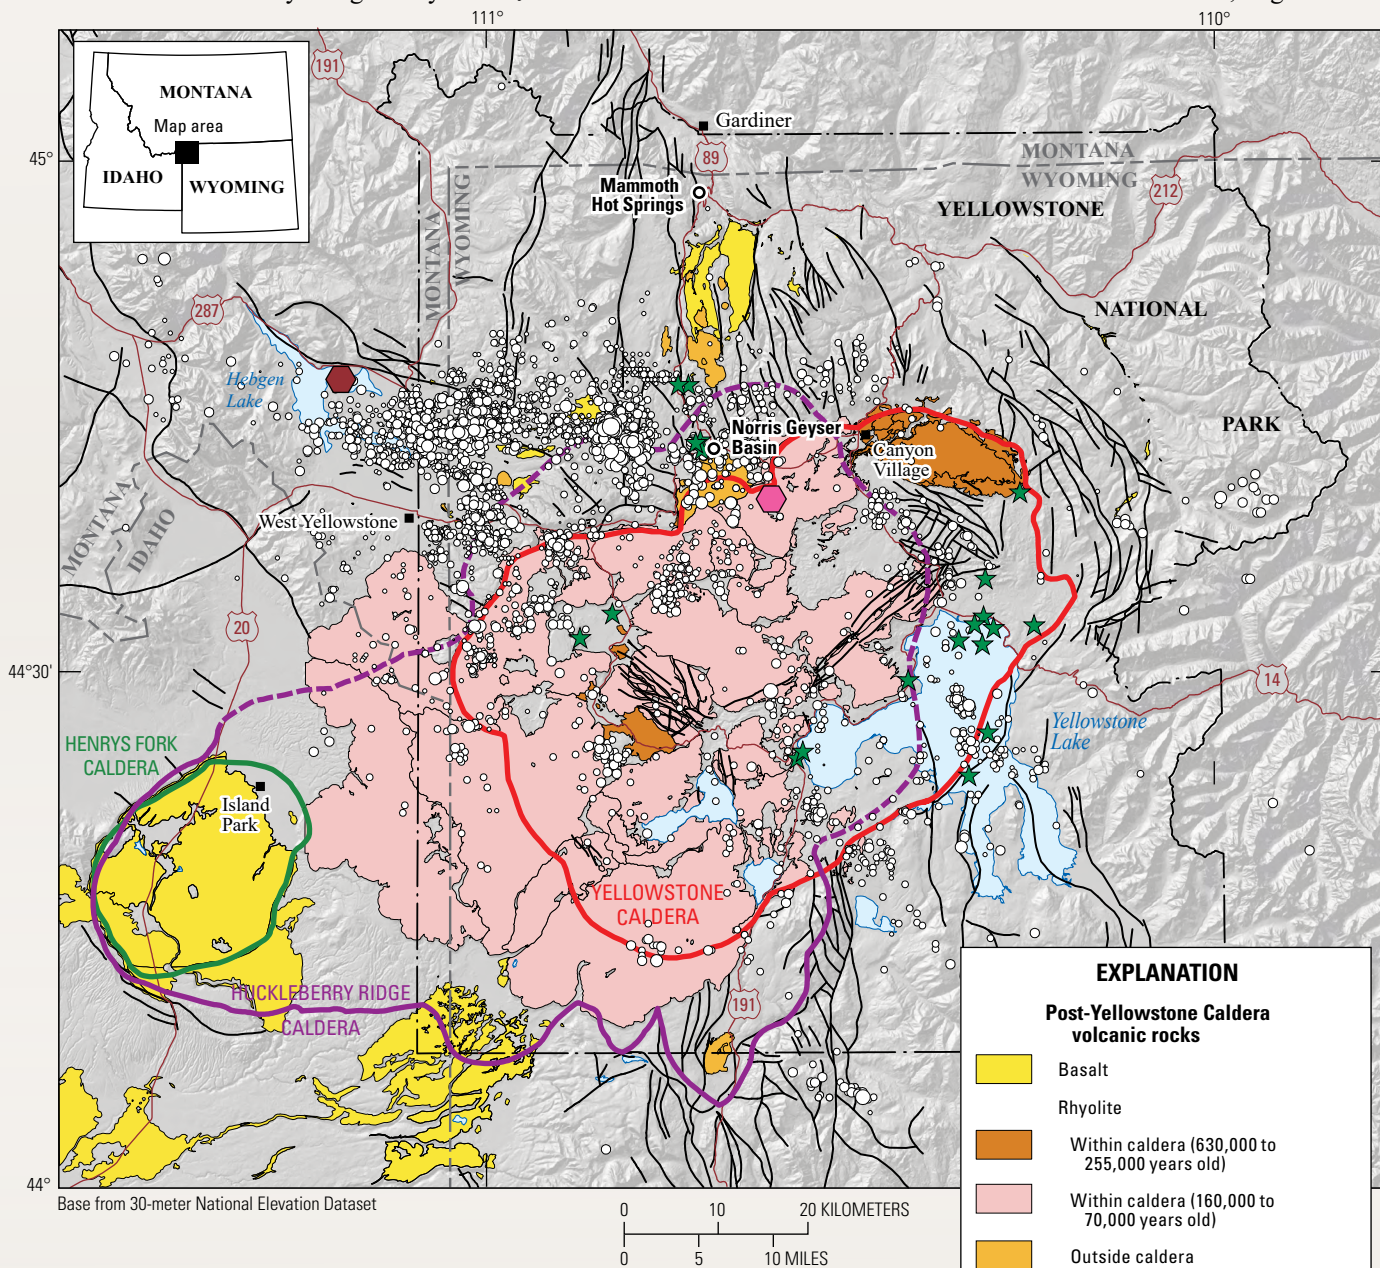 111°
110°
191
MONTANA
Map area
IDAHO
WYOMING
Gardiner
45°
89
MONTANA
WYOMING
212
Mammoth
Hot Springs
YELLOWSTONE
MONTANA
WYOMING
287
NATIONAL
Hebgen
Lake
PARK
Norris Geyser
Basin
Canyon
Village
West Yellowstone
MONTANA
IDAHO
20
44°30'
14
Yellowstone
Lake
HENRYS FORK
CALDERA
Island
Park
YELLOWSTONE
CALDERA
HUCKLEBERRY RIDGE
CALDERA
191
44°
Base from 30-meter National Elevation Dataset
0 10 20 KILOMETERS
0 5 10 MILES
EXPLANATION
Post-Yellowstone Caldera
volcanic rocks
Basalt
Rhyolite
Within caldera (630,000 to
255,000 years old)
Within caldera (160,000 to
70,000 years old)
Outside caldera